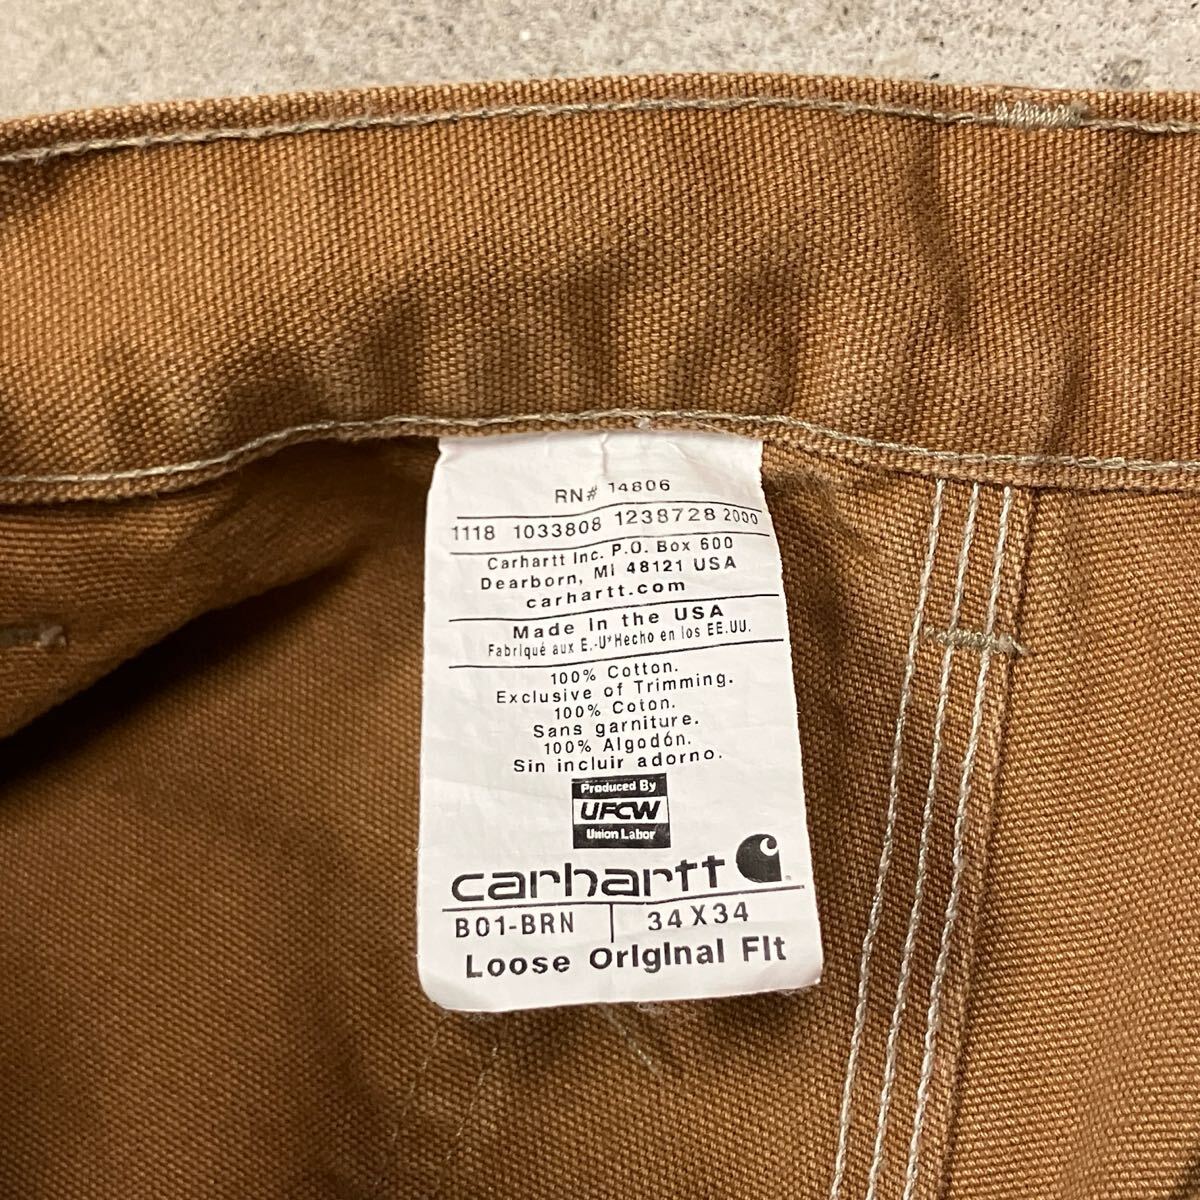 RN# 14806
1118 1033808 1238728 2000
Carhartt Inc. P.O. Box 600
Dearborn, MI 48121 USA
carhartt.com
Made in the USA
Fabriqué aux E.-U*Hecho en los EE.UU.
100% Cotton.
Exclusive of Trimming.
100% Coton.
Sans garniture.
100% Algodón.
Sin incluir adorno.
Produced By
UFCW
Union Labor
carhartt
B01-BRN | 34 X 34
Loose Original Fit